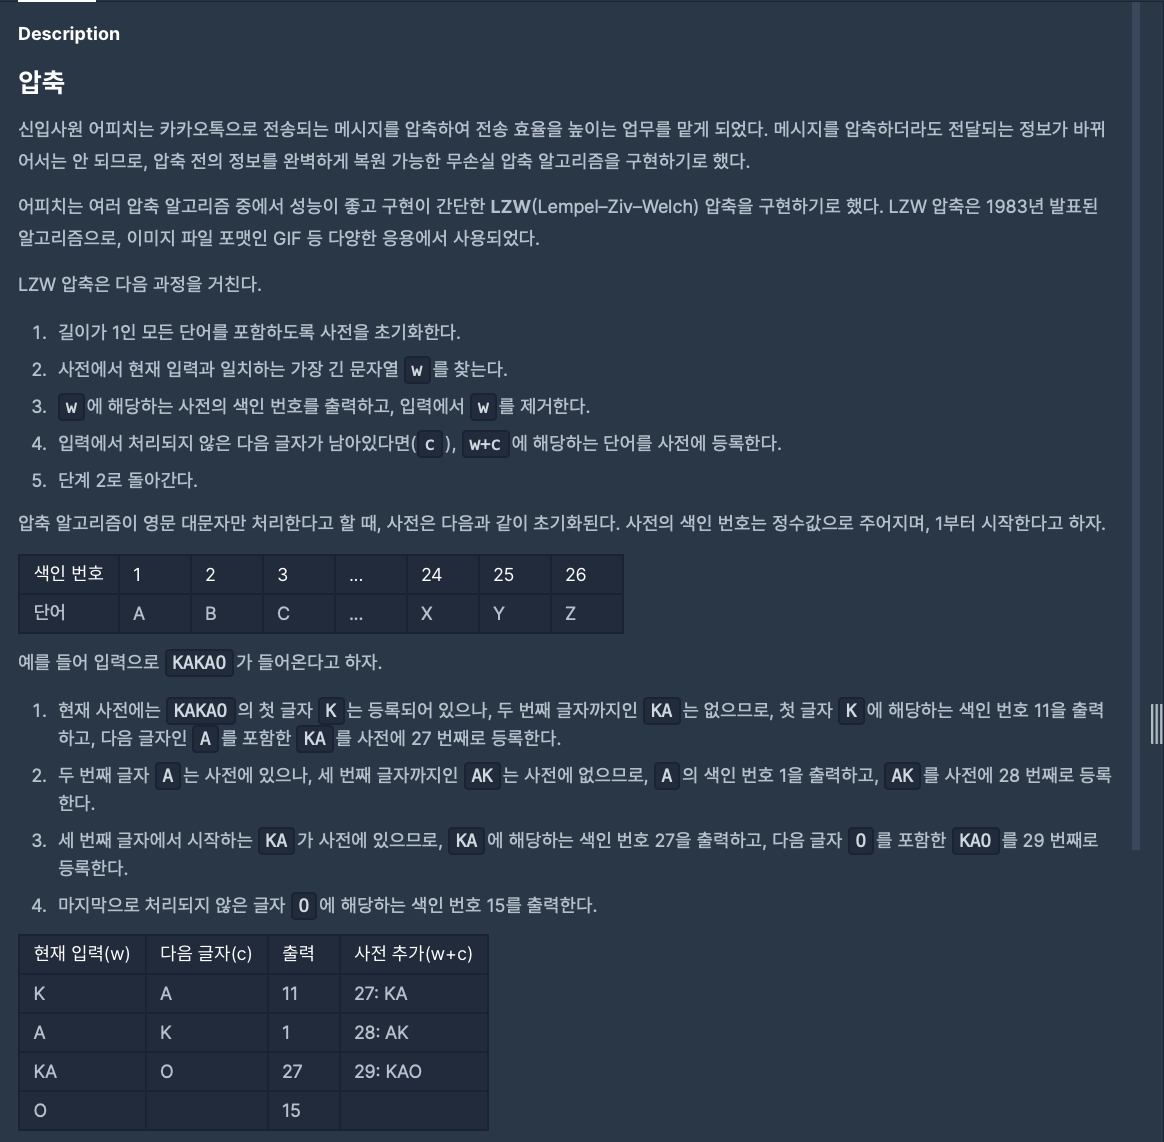 Description
압축
신입사원 어피치는 카카오톡으로 전송되는 메시지를 압축하여 전송 효율을 높이는 업무를 맡게 되었다. 메시지를 압축하더라도 전달되는 정보가 바뀌
어서는 안 되므로, 압축 전의 정보를 완벽하게 복원 가능한 무손실 압축 알고리즘을 구현하기로 했다.
어피치는 여러 압축 알고리즘 중에서 성능이 좋고 구현이 간단한 LZW(Lempel–Ziv–Welch) 압축을 구현하기로 했다. LZW 압축은 1983년 발표된
알고리즘으로, 이미지 파일 포맷인 GIF 등 다양한 응용에서 사용되었다.
LZW 압축은 다음 과정을 거친다.
1. 길이가 1인 모든 단어를 포함하도록 사전을 초기화한다.
2. 사전에서 현재 입력과 일치하는 가장 긴 문자열 w 를 찾는다.
3. w 에 해당하는 사전의 색인 번호를 출력하고, 입력에서 w 를 제거한다.
4. 입력에서 처리되지 않은 다음 글자가 남아있다면( c ), w+c 에 해당하는 단어를 사전에 등록한다.
5. 단계 2로 돌아간다.
압축 알고리즘이 영문 대문자만 처리한다고 할 때, 사전은 다음과 같이 초기화된다. 사전의 색인 번호는 정수값으로 주어지며, 1부터 시작한다고 하자.
색인 번호 1 2 3 ... 24 25 26
단어 A B C ... X Y Z
예를 들어 입력으로 KAKAO 가 들어온다고 하자.
1. 현재 사전에는 KAKAO 의 첫 글자 K 는 등록되어 있으나, 두 번째 글자까지인 KA 는 없으므로, 첫 글자 K 에 해당하는 색인 번호 11을 출력
하고, 다음 글자인 A 를 포함한 KA 를 사전에 27 번째로 등록한다.
2. 두 번째 글자 A 는 사전에 있으나, 세 번째 글자까지인 AK 는 사전에 없으므로, A 의 색인 번호 1을 출력하고, AK 를 사전에 28 번째로 등록
한다.
3. 세 번째 글자에서 시작하는 KA 가 사전에 있으므로, KA 에 해당하는 색인 번호 27을 출력하고, 다음 글자 O 를 포함한 KAO 를 29 번째로
등록한다.
4. 마지막으로 처리되지 않은 글자 O 에 해당하는 색인 번호 15를 출력한다.
현재 입력(w) 다음 글자(c) 출력 사전 추가(w+c)
K A 11 27: KA
A K 1 28: AK
KA O 27 29: KAO
O 15